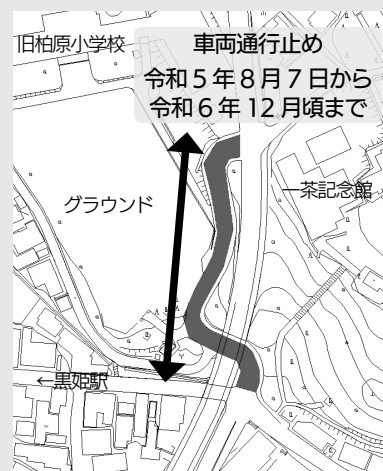 旧柏原小学校
車両通行止め
令和5年8月7日から
令和6年12月頃まで
グラウンド
一茶記念館
←黒姫駅